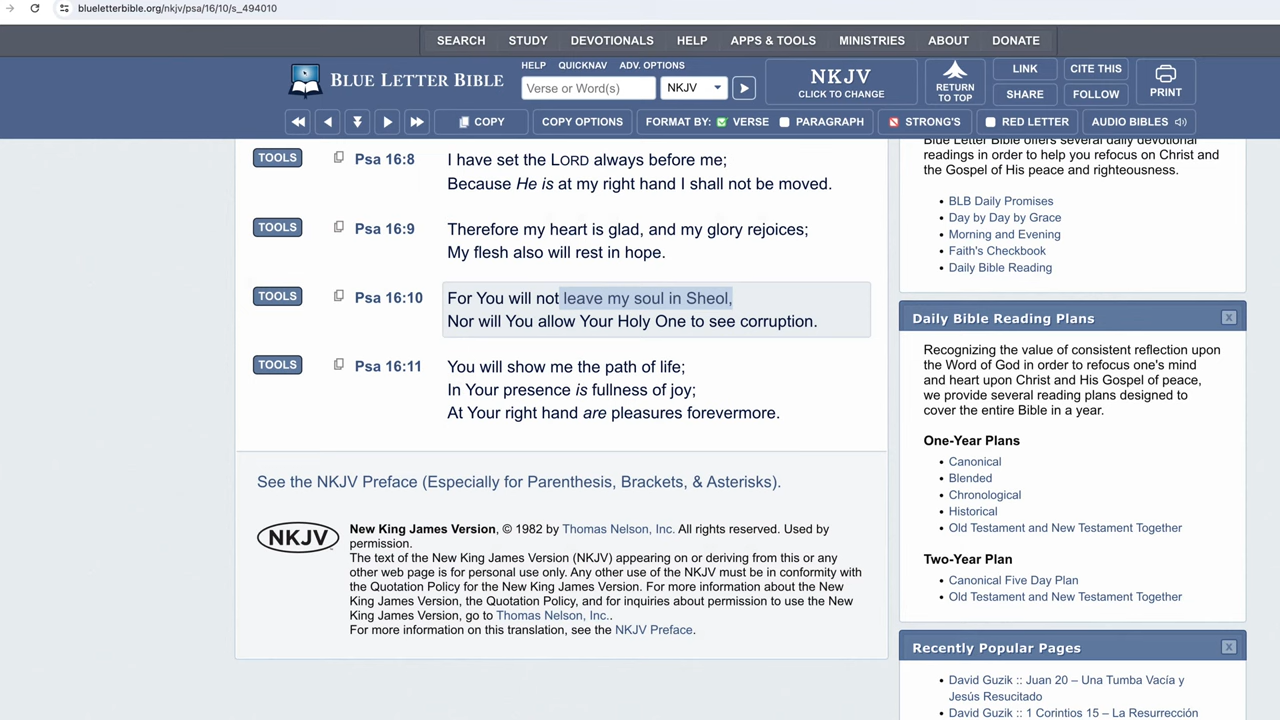 blueletterbible.org/nkjv/psa/16/10/s_494010
SEARCH STUDY DEVOTIONALS HELP APPS & TOOLS MINISTRIES ABOUT DONATE
BLUE LETTER BIBLE
HELP QUICKNAV ADV. OPTIONS
Verse or Word(s) NKJV
NKJV
CLICK TO CHANGE
RETURN
TO TOP
LINK CITE THIS
SHARE FOLLOW
PRINT
COPY COPY OPTIONS FORMAT BY: VERSE PARAGRAPH STRONG'S RED LETTER AUDIO BIBLES
TOOLS Psa 16:8 I have set the LORD always before me;
Because He is at my right hand I shall not be moved.
TOOLS Psa 16:9 Therefore my heart is glad, and my glory rejoices;
My flesh also will rest in hope.
TOOLS Psa 16:10 For You will not leave my soul in Sheol,
Nor will You allow Your Holy One to see corruption.
TOOLS Psa 16:11 You will show me the path of life;
In Your presence is fullness of joy;
At Your right hand are pleasures forevermore.
See the NKJV Preface (Especially for Parenthesis, Brackets, & Asterisks).
NKJV
New King James Version, © 1982 by Thomas Nelson, Inc. All rights reserved. Used by
permission.
The text of the New King James Version (NKJV) appearing on or deriving from this or any
other web page is for personal use only. Any other use of the NKJV must be in conformity with
the Quotation Policy for the New King James Version. For more information about the New
King James Version, the Quotation Policy, and for inquiries about permission to use the New
King James Version, go to Thomas Nelson, Inc..
For more information on this translation, see the NKJV Preface.
Blue Letter Bible offers several daily devotional
readings in order to help you refocus on Christ and
the Gospel of His peace and righteousness.
BLB Daily Promises
Day by Day by Grace
Morning and Evening
Faith's Checkbook
Daily Bible Reading
Daily Bible Reading Plans x
Recognizing the value of consistent reflection upon
the Word of God in order to refocus one's mind
and heart upon Christ and His Gospel of peace,
we provide several reading plans designed to
cover the entire Bible in a year.
One-Year Plans
Canonical
Blended
Chronological
Historical
Old Testament and New Testament Together
Two-Year Plan
Canonical Five Day Plan
Old Testament and New Testament Together
Recently Popular Pages x
David Guzik :: Juan 20 – Una Tumba Vacía y
Jesús Resucitado
David Guzik :: 1 Corintios 15 – La Resurrección